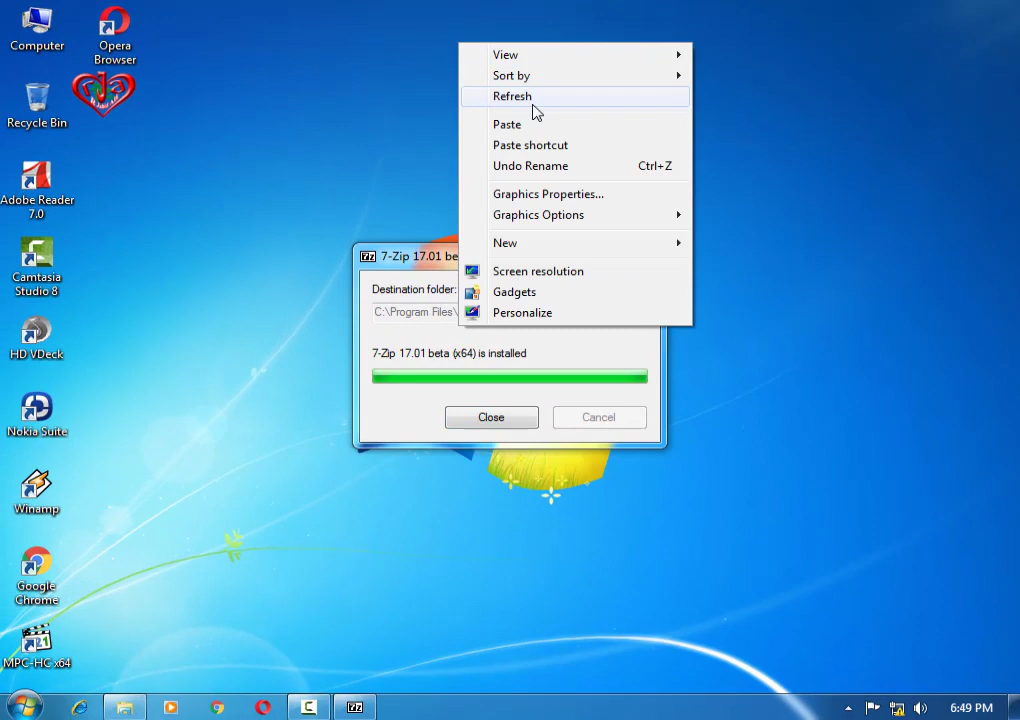 Computer
Opera
Browser
Recycle Bin
Adobe Reader
7.0
Camtasia
Studio 8
HD VDeck
Nokia Suite
Winamp
Google
Chrome
MPC-HC x64
View
Sort by
Refresh
Paste
Paste shortcut
Undo Rename Ctrl+Z
Graphics Properties...
Graphics Options
New
Screen resolution
Gadgets
Personalize
7z 7-Zip 17.01 be
Destination folder:
C:\Program Files\
7-Zip 17.01 beta (x64) is installed
Close Cancel
6:49 PM